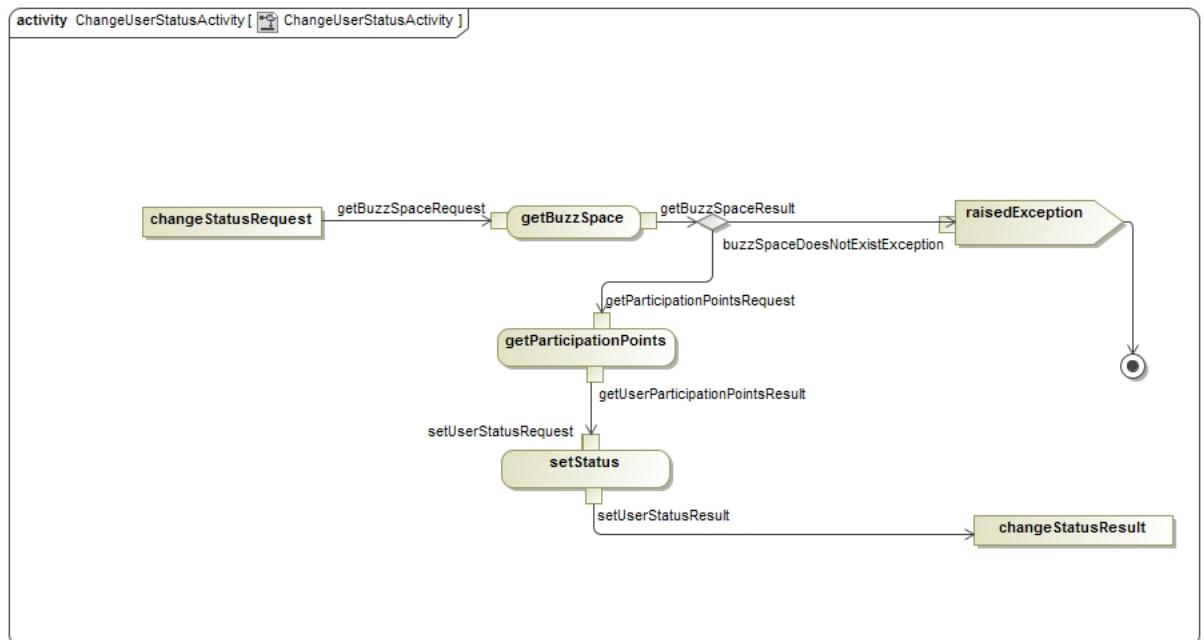 activity ChangeUserStatusActivity [ ChangeUserStatusActivity ]
getBuzzSpaceRequest
getBuzzSpaceResult
changeStatusRequest
getBuzzSpace
raisedException
buzzSpaceDoesNotExistException
getParticipationPointsRequest
getParticipationPoints
getUserParticipationPointsResult
setUserStatusRequest
setStatus
setUserStatusResult
changeStatusResult